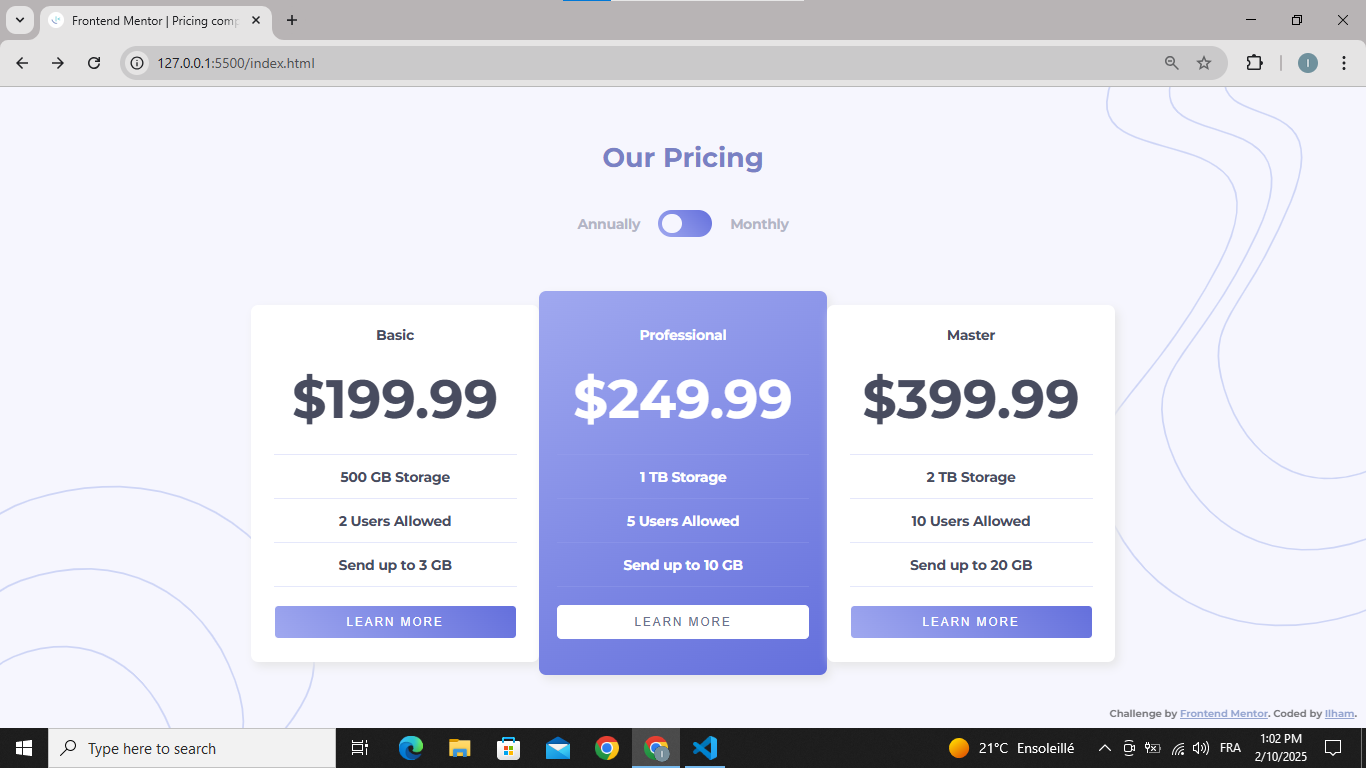 Frontend Mentor | Pricing comp
127.0.0.1:5500/index.html
I
Our Pricing
Annually
Monthly
Basic
$199.99
500 GB Storage
2 Users Allowed
Send up to 3 GB
LEARN MORE
Professional
$249.99
1 TB Storage
5 Users Allowed
Send up to 10 GB
LEARN MORE
Master
$399.99
2 TB Storage
10 Users Allowed
Send up to 20 GB
LEARN MORE
Challenge by Frontend Mentor. Coded by Ilham.
Type here to search
21°C Ensoleillé
FRA
1:02 PM
2/10/2025